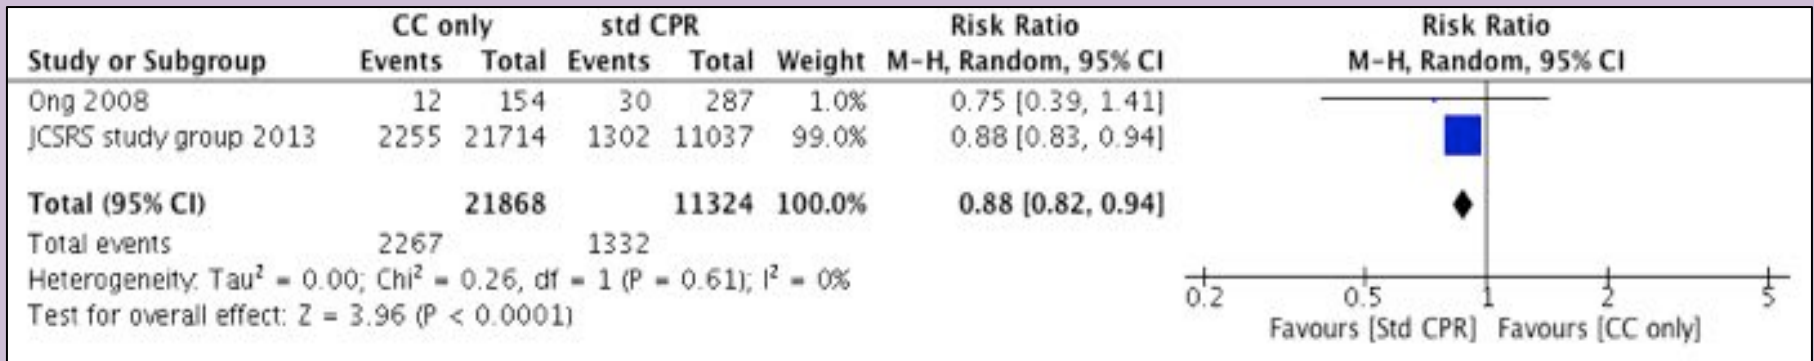 CC only std CPR Risk Ratio Risk Ratio
Study or Subgroup Events Total Events Total Weight M-H, Random, 95% CI M-H, Random, 95% CI
Ong 2008 12 154 30 287 1.0% 0.75 [0.39, 1.41]
JCSRS study group 2013 2255 21714 1302 11037 99.0% 0.88 [0.83, 0.94]
Total (95% CI) 21868 11324 100.0% 0.88 [0.82, 0.94]
Total events 2267 1332
Heterogeneity: Tau² = 0.00; Chi² = 0.26, df = 1 (P = 0.61); I² = 0%
Test for overall effect: Z = 3.96 (P < 0.0001)
0.2 0.5 1 2 5
Favours [Std CPR] Favours [CC only]